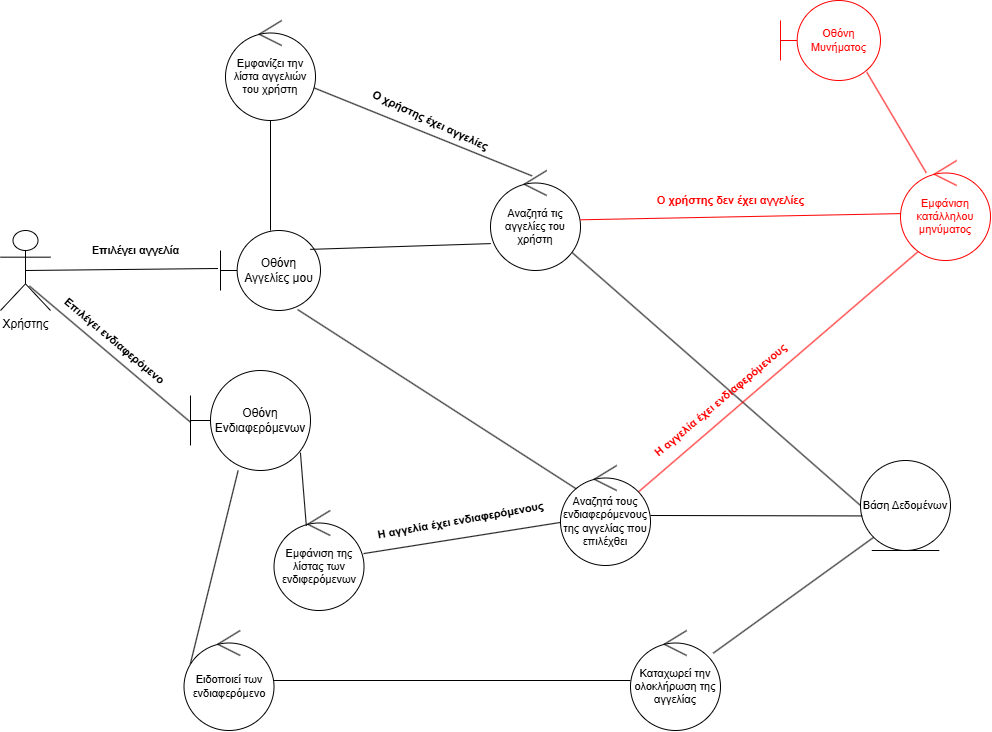 Οθόνη
Μυνήματος
Εμφανίζει την
λίστα αγγελιών
του χρήστη
Ο χρήστης έχει αγγελίες
Αναζητά τις
αγγελίες του
χρήστη
Ο χρήστης δεν έχει αγγελίες
Εμφάνιση
κατάλληλου
μηνύματος
Επιλέγει αγγελία
Οθόνη
Αγγελίες μου
Χρήστης
Επιλέγει ενδιαφερόμενο
Οθόνη
Ενδιαφερόμενων
Η αγγελία έχει ενδιαφερόμενους
Η αγγελία έχει ενδιαφερόμενους
Αναζητά τους
ενδιαφερόμενους
της αγγελίας που
επιλέχθει
Βάση Δεδομένων
Εμφάνιση της
λίστας των
ενδιφερόμενων
Ειδοποιεί των
ενδιαφερόμενο
Καταχωρεί την
ολοκλήρωση της
αγγελίας